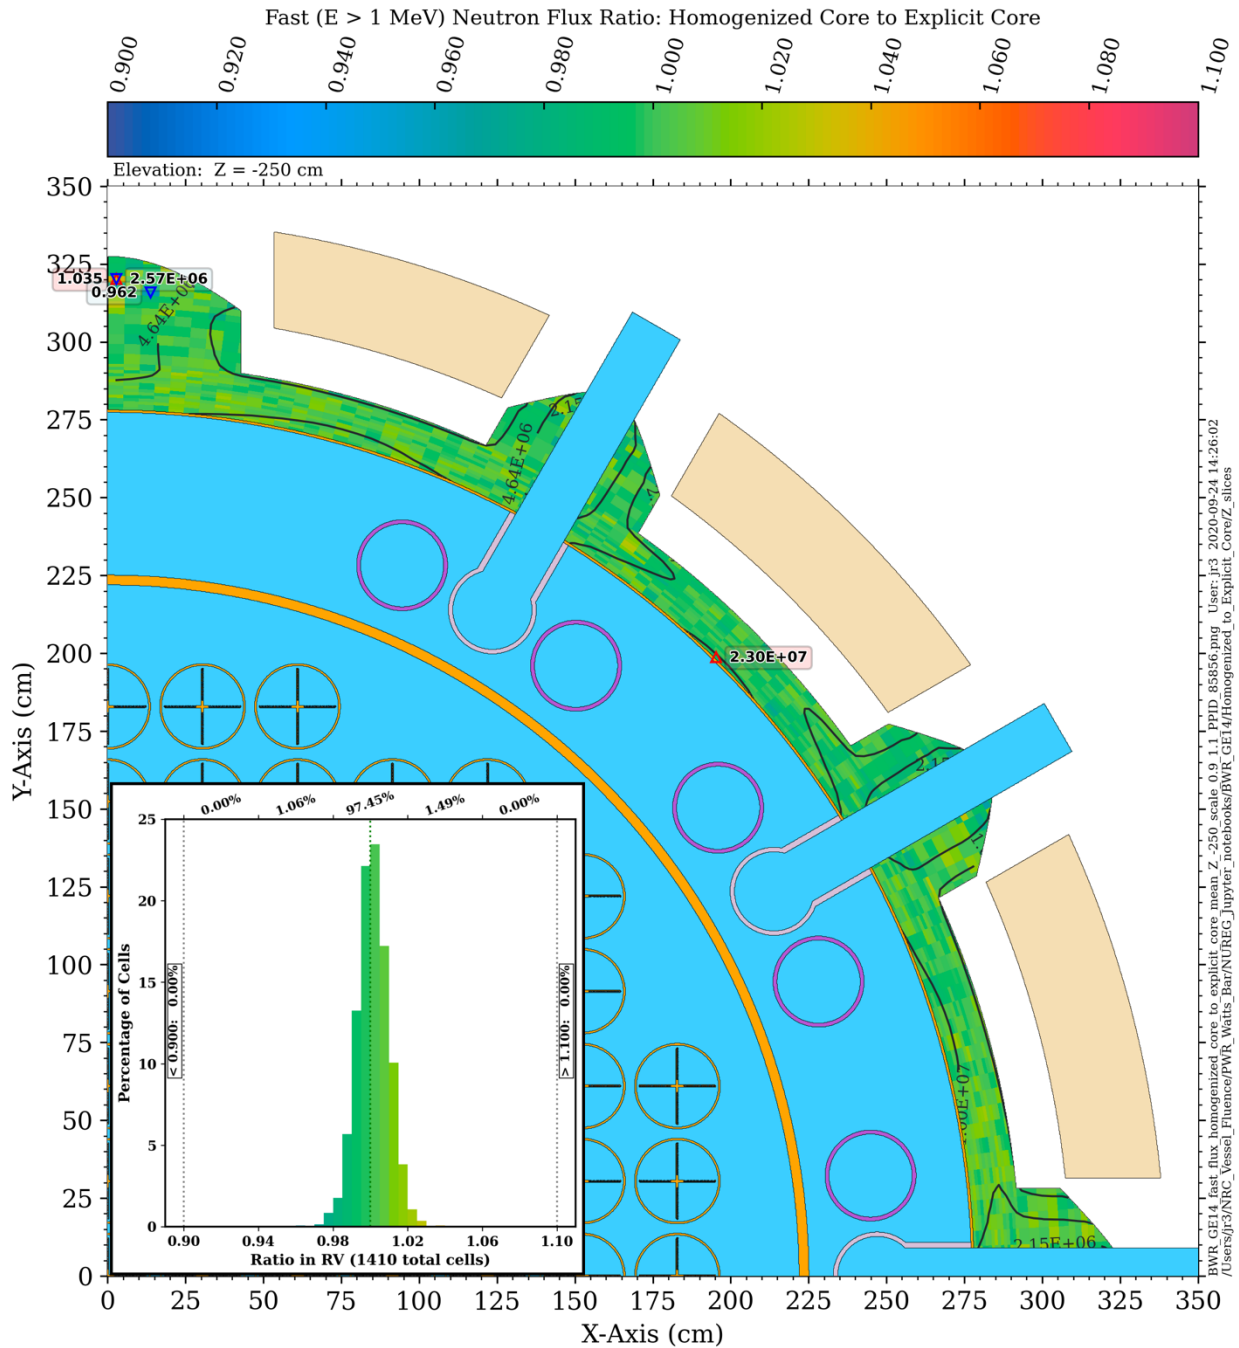 Fast (E > 1 MeV) Neutron Flux Ratio: Homogenized Core to Explicit Core
0.900 0.920 0.940 0.960 0.980 1.000 1.020 1.040 1.060 1.080 1.100
Elevation:  Z = -250 cm
350
325
300
275
250
225
200
175
150
125
100
75
50
25
0
Y-Axis (cm)
1.035
2.57E+06
0.962
4.64E+06
2.15
4.64E+06
2.30E+07
2.15
2.15E+06
0.00% 1.06% 97.45% 1.49% 0.00%
25
20
15
10
5
0
Percentage of Cells
< 0.900:   0.00%
> 1.100:   0.00%
0.90 0.94 0.98 1.02 1.06 1.10
Ratio in RV (1410 total cells)
0 25 50 75 100 125 150 175 200 225 250 275 300 325 350
X-Axis (cm)
BWR_GE14_fast_flux_homogenized_core_to_explicit_core_mean_Z_-250_scale_0.9_1.1_PPID_85856.png   User: jr3  2020-09-24 14:26:02
/Users/jr3/NRC_Vessel_Fluence/PWR_Watts_Bar/NUREG_Jupyter_notebooks/BWR_GE14/Homogenized_to_Explicit_Core/Z_slices